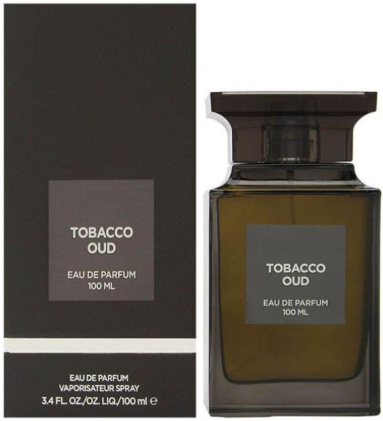 TOBACCO
OUD
EAU DE PARFUM
100 ML
EAU DE PARFUM
VAPORISATEUR SPRAY
3.4 FL. OZ./OZ. LIQ./100 ml e
TOBACCO
OUD
EAU DE PARFUM
100 ML